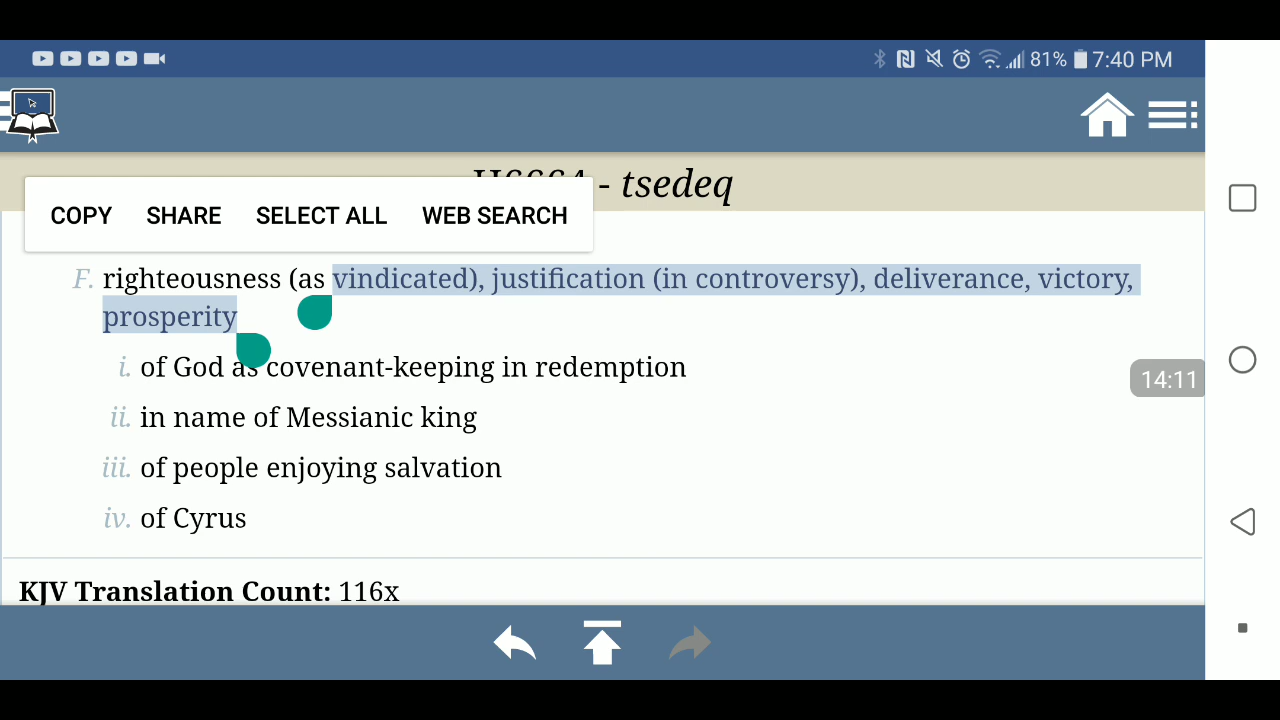 81% 7:40 PM
- tsedeq
COPY SHARE SELECT ALL WEB SEARCH
F. righteousness (as vindicated), justification (in controversy), deliverance, victory,
prosperity
i. of God as covenant-keeping in redemption
14:11
ii. in name of Messianic king
iii. of people enjoying salvation
iv. of Cyrus
KJV Translation Count: 116x